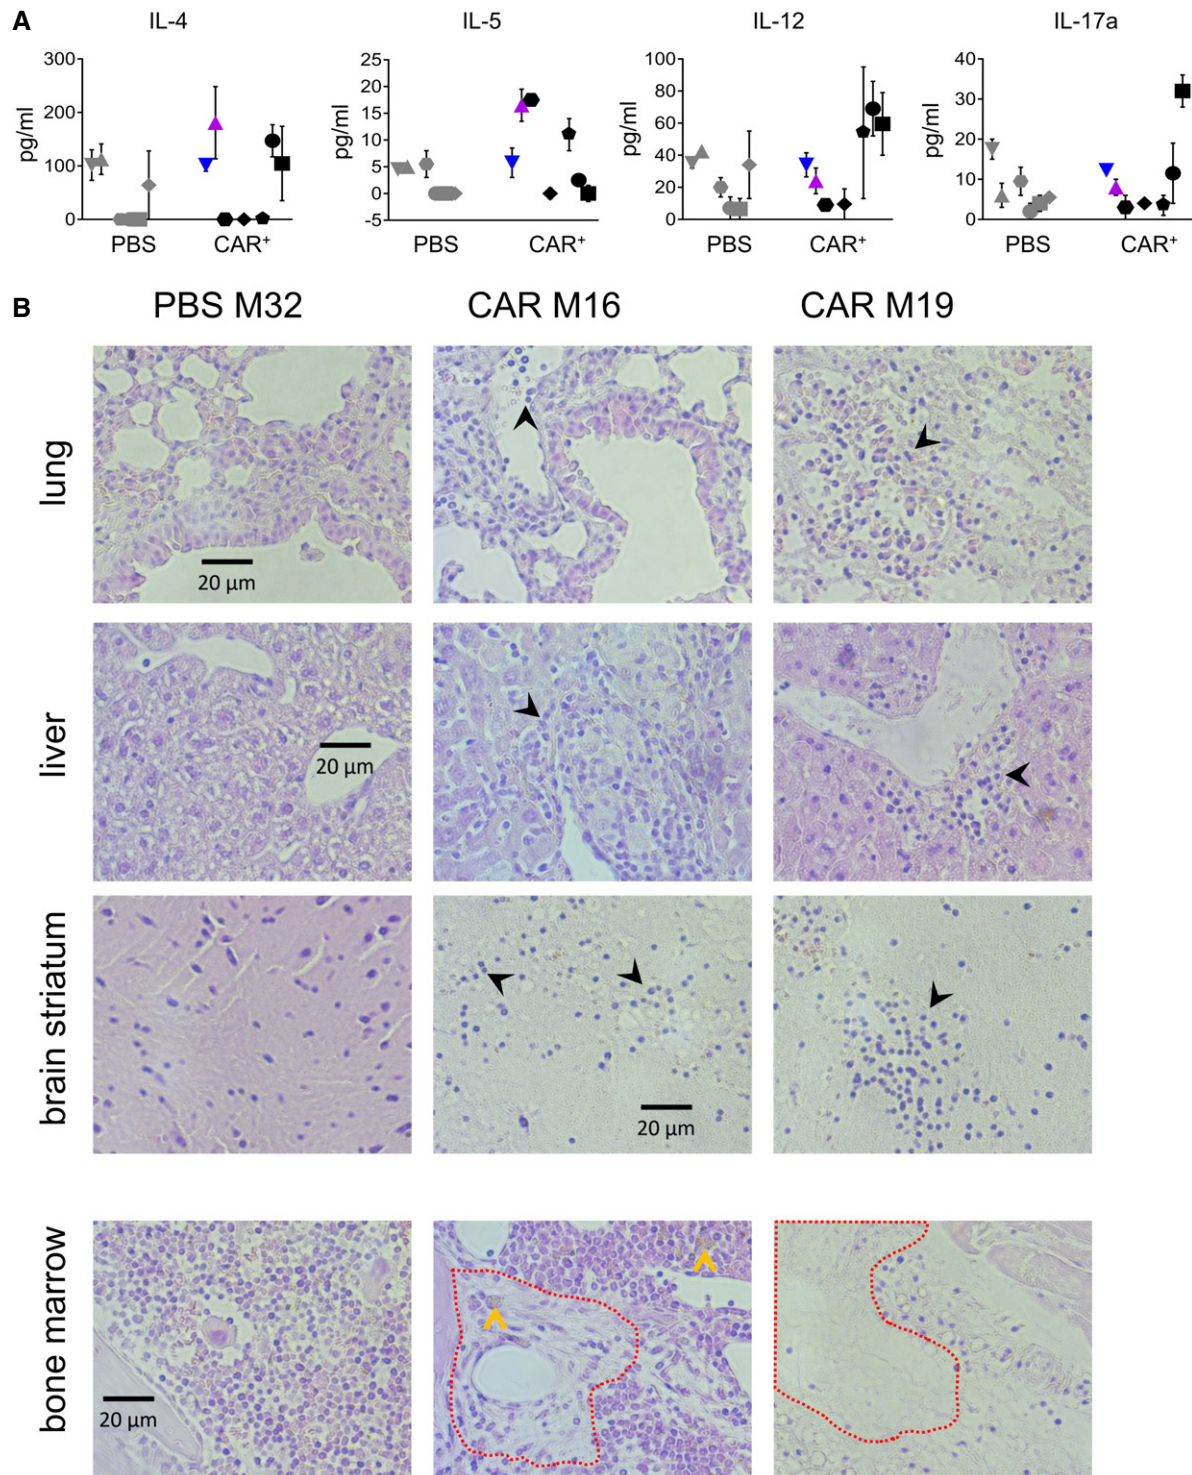 A
IL-4
IL-5
IL-12
IL-17a
pg/ml
300
200
100
0
PBS
CAR⁺
pg/ml
25
20
15
10
5
0
-5
PBS
CAR⁺
pg/ml
100
80
60
40
20
0
PBS
CAR⁺
pg/ml
40
30
20
10
0
PBS
CAR⁺
B
PBS M32
CAR M16
CAR M19
lung
20 µm
liver
20 µm
brain striatum
20 µm
bone marrow
20 µm